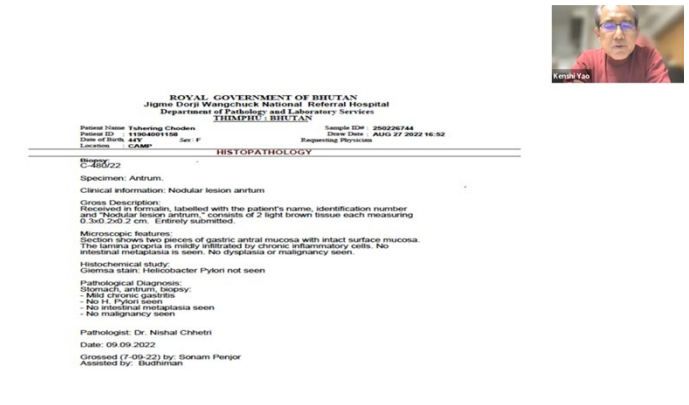 Kenshi Yao
ROYAL GOVERNMENT OF BHUTAN
Jigme Dorji Wangchuck National Referral Hospital
Department of Pathology and Laboratory Services
THIMPHU : BHUTAN
Patient Name : Tshering Choden Sample ID# : 250226744
Patient ID : 11904001158 Draw Date : AUG 27 2022 16:52
Date of Birth 44Y Sex : F Requesting Physician
Location : CAMP
HISTOPATHOLOGY
Biopsy:
C-480/22
Specimen: Antrum.
Clinical information: Nodular lesion anrtum
Gross Description:
Received in formalin, labelled with the patient's name, identification number
and "Nodular lesion antrum," consists of 2 light brown tissue each measuring
0.3x0.2x0.2 cm. Entirely submitted.
Microscopic features:
Section shows two pieces of gastric antral mucosa with intact surface mucosa.
The lamina propria is mildly infiltrated by chronic inflammatory cells. No
intestinal metaplasia is seen. No dysplasia or malignancy seen.
Histochemical study:
Giemsa stain: Helicobacter Pylori not seen
Pathological Diagnosis:
Stomach, antrum, biopsy:
- Mild chronic gastritis
- No H. Pylori seen
- No intestinal metaplasia seen
- No malignancy seen
Pathologist: Dr. Nishal Chhetri
Date: 09.09.2022
Grossed (7-09-22) by: Sonam Penjor
Assisted by: Budhiman